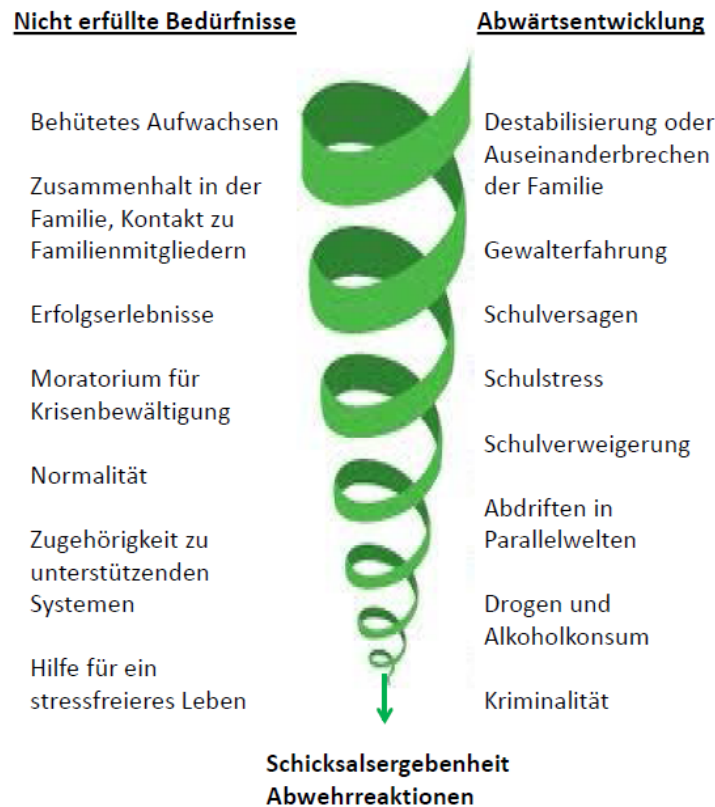 Nicht erfüllte Bedürfnisse
Behütetes Aufwachsen
Zusammenhalt in der
Familie, Kontakt zu
Familienmitgliedern
Erfolgserlebnisse
Moratorium für
Krisenbewältigung
Normalität
Zugehörigkeit zu
unterstützenden
Systemen
Hilfe für ein
stressfreieres Leben
Abwärtsentwicklung
Destabilisierung oder
Auseinanderbrechen
der Familie
Gewalterfahrung
Schulversagen
Schulstress
Schulverweigerung
Abdriften in
Parallelwelten
Drogen und
Alkoholkonsum
Kriminalität
Schicksalsergebenheit
Abwehrreaktionen